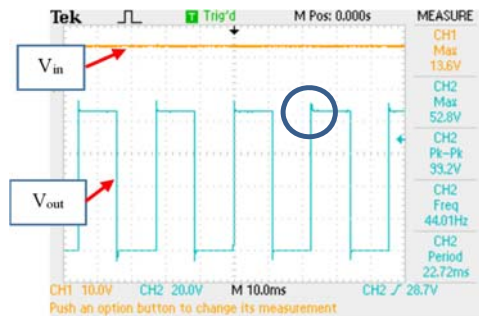 Tek
T Trig'd
M Pos: 0.000s
MEASURE
CH1
Max
13.6V
CH2
Max
52.8V
CH2
Pk-Pk
99.2V
CH2
Freq
44.01Hz
CH2
Period
22.72ms
Vin
Vout
CH1 10.0V CH2 20.0V M 10.0ms CH2 28.7V
Push an option button to change its measurement